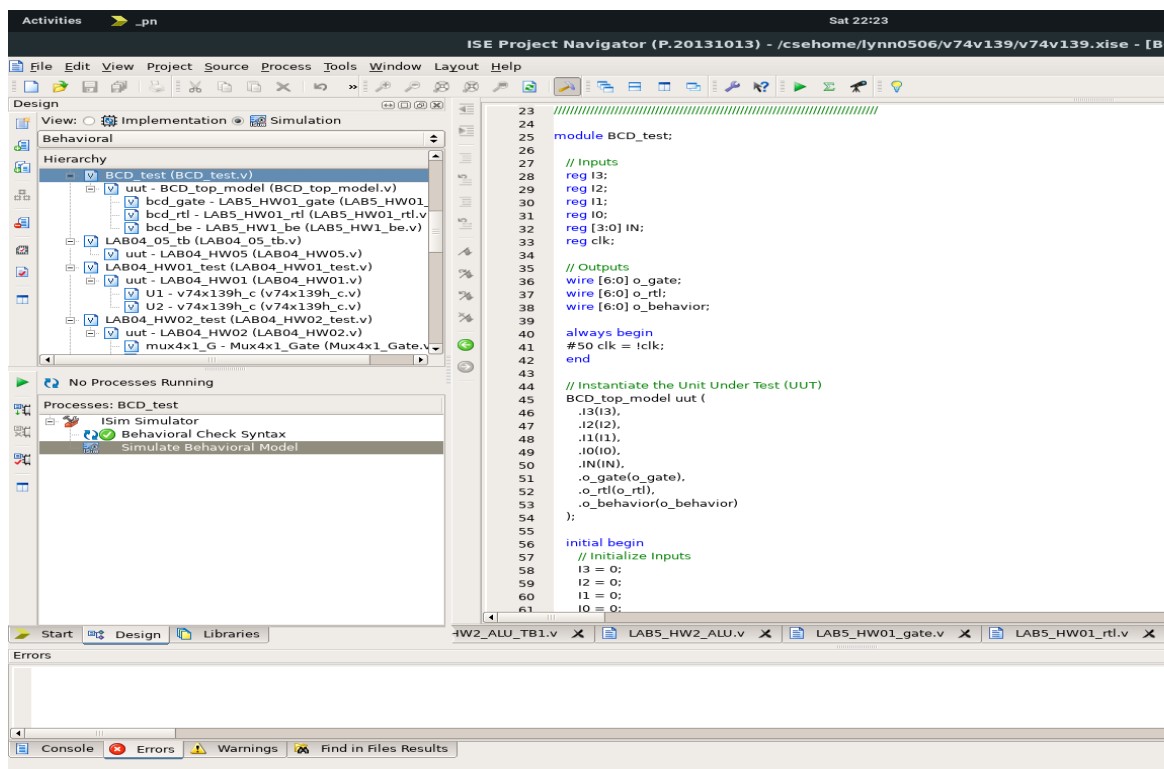 Activities _pn Sat 22:23
ISE Project Navigator (P.20131013) - /csehome/lynn0506/v74v139/v74v139.xise - [B
File Edit View Project Source Process Tools Window Layout Help
Design
View: Implementation Simulation
Behavioral
Hierarchy
BCD_test (BCD_test.v)
uut - BCD_top_model (BCD_top_model.v)
bcd_gate - LAB5_HW01_gate (LAB5_HW01_
bcd_rtl - LAB5_HW01_rtl (LAB5_HW01_rtl.v
bcd_be - LAB5_HW1_be (LAB5_HW1_be.v)
LAB04_05_tb (LAB04_05_tb.v)
uut - LAB04_HW05 (LAB04_HW05.v)
LAB04_HW01_test (LAB04_HW01_test.v)
uut - LAB04_HW01 (LAB04_HW01.v)
U1 - v74x139h_c (v74x139h_c.v)
U2 - v74x139h_c (v74x139h_c.v)
LAB04_HW02_test (LAB04_HW02_test.v)
uut - LAB04_HW02 (LAB04_HW02.v)
mux4x1_G - Mux4x1_Gate (Mux4x1_Gate.v
No Processes Running
Processes: BCD_test
ISim Simulator
Behavioral Check Syntax
Simulate Behavioral Model
Start Design Libraries
23 ////////////////////////////////////////////////////////////////////////////////
24
25 module BCD_test;
26
27 // Inputs
28 reg I3;
29 reg I2;
30 reg I1;
31 reg I0;
32 reg [3:0] IN;
33 reg clk;
34
35 // Outputs
36 wire [6:0] o_gate;
37 wire [6:0] o_rtl;
38 wire [6:0] o_behavior;
39
40 always begin
41 #50 clk = !clk;
42 end
43
44 // Instantiate the Unit Under Test (UUT)
45 BCD_top_model uut (
46 .I3(I3),
47 .I2(I2),
48 .I1(I1),
49 .I0(I0),
50 .IN(IN),
51 .o_gate(o_gate),
52 .o_rtl(o_rtl),
53 .o_behavior(o_behavior)
54 );
55
56 initial begin
57 // Initialize Inputs
58 I3 = 0;
59 I2 = 0;
60 I1 = 0;
61 I0 = 0;
HW2_ALU_TB1.v LAB5_HW2_ALU.v LAB5_HW01_gate.v LAB5_HW01_rtl.v
Errors
Console Errors Warnings Find in Files Results